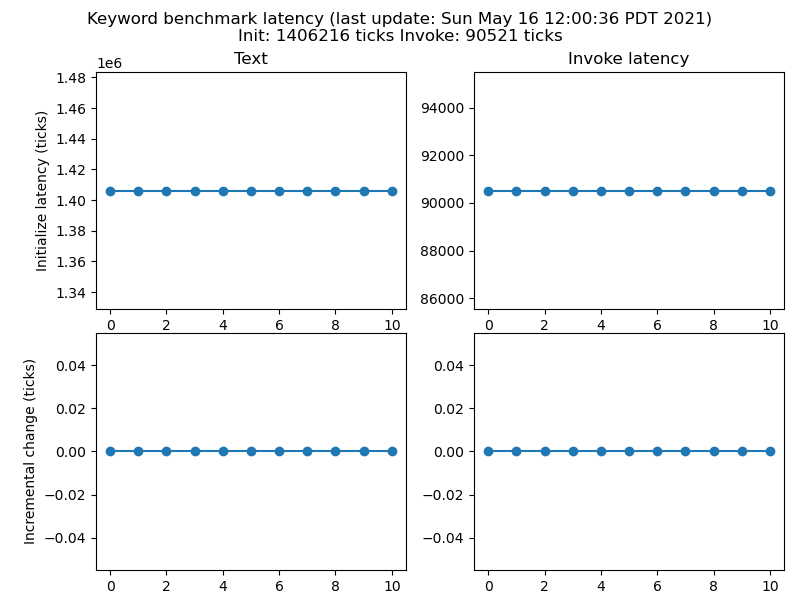 Keyword benchmark latency (last update: Sun May 16 12:00:36 PDT 2021)
Init: 1406216 ticks Invoke: 90521 ticks
Text
Invoke latency
1e6
Initialize latency (ticks)
1.48
1.46
1.44
1.42
1.40
1.38
1.36
1.34
0 2 4 6 8 10
94000
92000
90000
88000
86000
0 2 4 6 8 10
Incremental change (ticks)
0.04
0.02
0.00
−0.02
−0.04
0 2 4 6 8 10
0.04
0.02
0.00
−0.02
−0.04
0 2 4 6 8 10